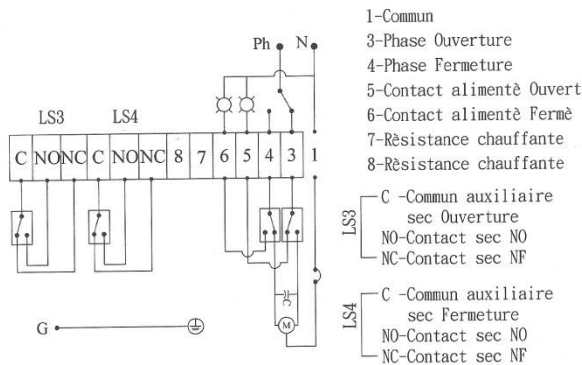 Ph N
LS3 LS4
C NO NC C NO NC 8 7 6 5 4 3 1
C
M
G
1-Commun
3-Phase Ouverture
4-Phase Fermeture
5-Contact alimentè Ouvert
6-Contact alimentè Fermè
7-Rèsistance chauffante
8-Rèsistance chauffante
LS3
C -Commun auxiliaire
sec Ouverture
NO-Contact sec NO
NC-Contact sec NF
LS4
C -Commun auxiliaire
sec Fermeture
NO-Contact sec NO
NC-Contact sec NF